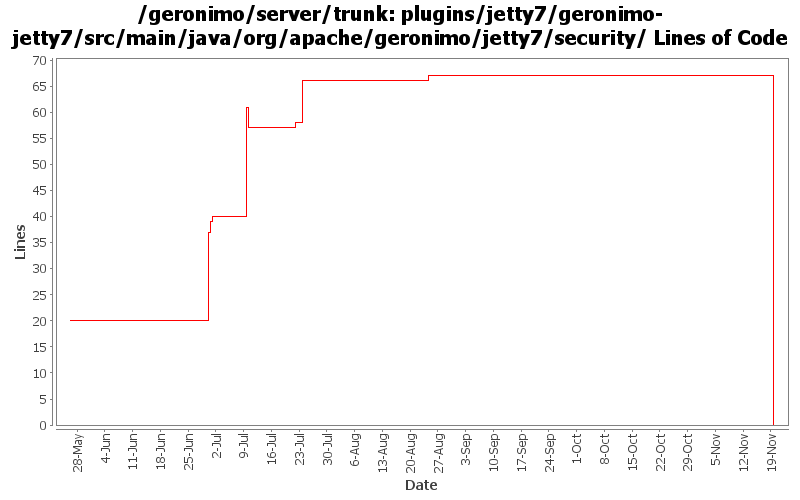 /geronimo/server/trunk: plugins/jetty7/geronimo-
jetty7/src/main/java/org/apache/geronimo/jetty7/security/ Lines of Code
70
65
60
55
50
45
40
35
30
25
20
15
10
5
0
Lines
28-May
4-Jun
11-Jun
18-Jun
25-Jun
2-Jul
9-Jul
16-Jul
23-Jul
30-Jul
6-Aug
13-Aug
20-Aug
27-Aug
3-Sep
10-Sep
17-Sep
24-Sep
1-Oct
8-Oct
15-Oct
22-Oct
29-Oct
5-Nov
12-Nov
19-Nov
Date